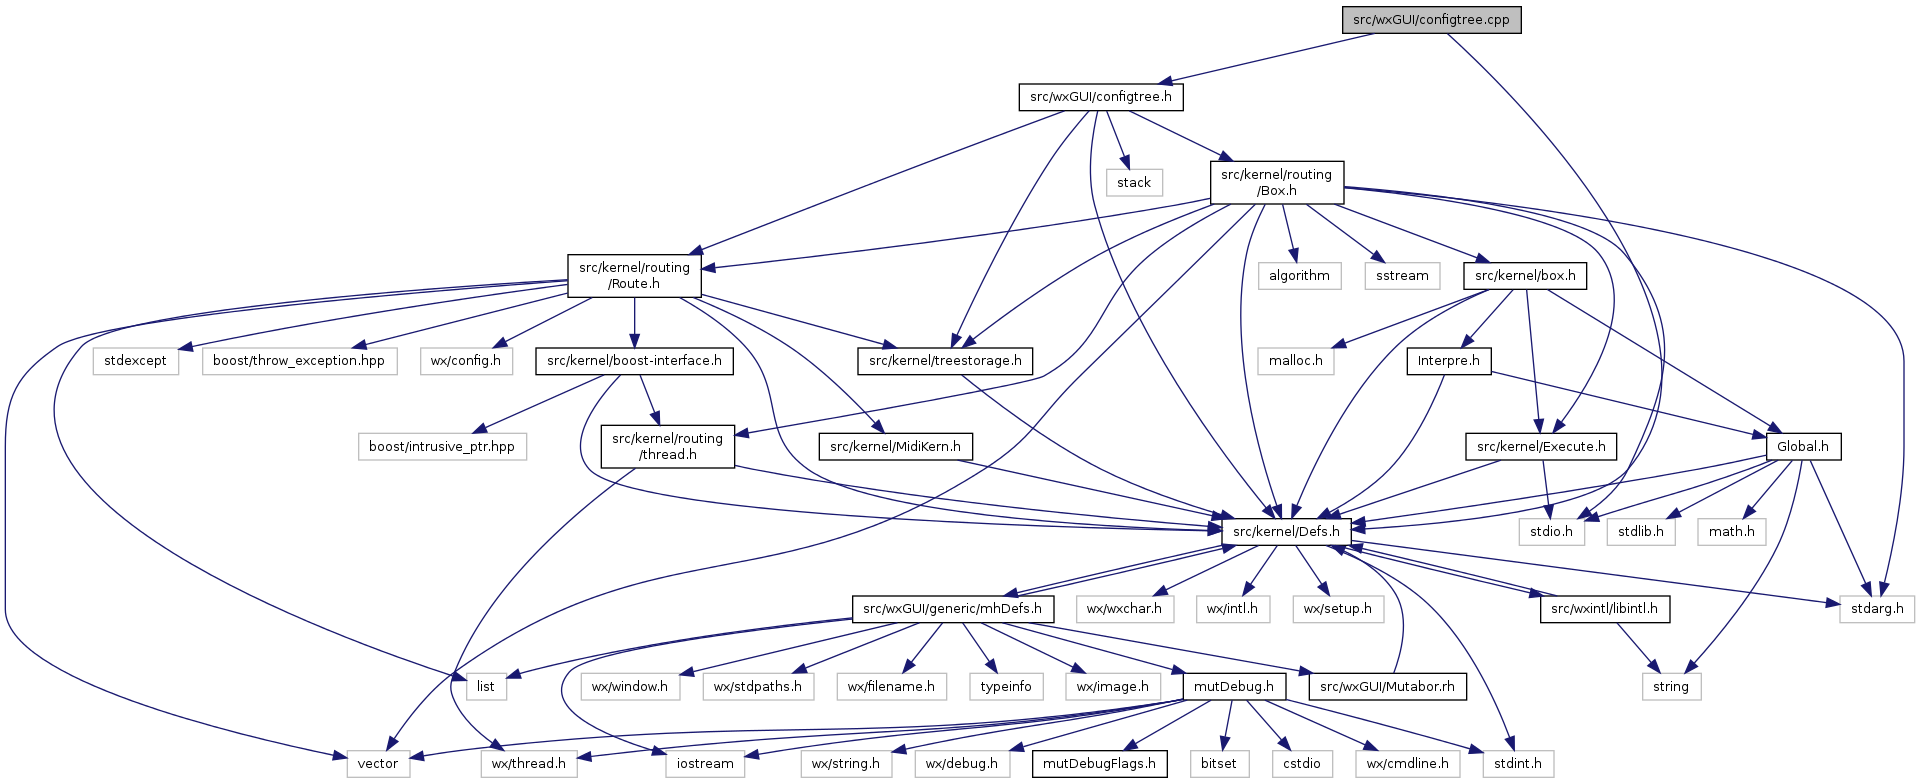 src/wxGUI/configtree.cpp
src/wxGUI/configtree.h
stack
src/kernel/routing
/Box.h
src/kernel/routing
/Route.h
algorithm
sstream
src/kernel/box.h
stdexcept
boost/throw_exception.hpp
wx/config.h
src/kernel/boost-interface.h
src/kernel/treestorage.h
malloc.h
Interpre.h
boost/intrusive_ptr.hpp
src/kernel/routing
/thread.h
src/kernel/MidiKern.h
src/kernel/Execute.h
Global.h
src/kernel/Defs.h
stdio.h
stdlib.h
math.h
src/wxGUI/generic/mhDefs.h
wx/wxchar.h
wx/intl.h
wx/setup.h
src/wxintl/libintl.h
stdarg.h
list
wx/window.h
wx/stdpaths.h
wx/filename.h
typeinfo
wx/image.h
mutDebug.h
src/wxGUI/Mutabor.rh
string
vector
wx/thread.h
iostream
wx/string.h
wx/debug.h
mutDebugFlags.h
bitset
cstdio
wx/cmdline.h
stdint.h